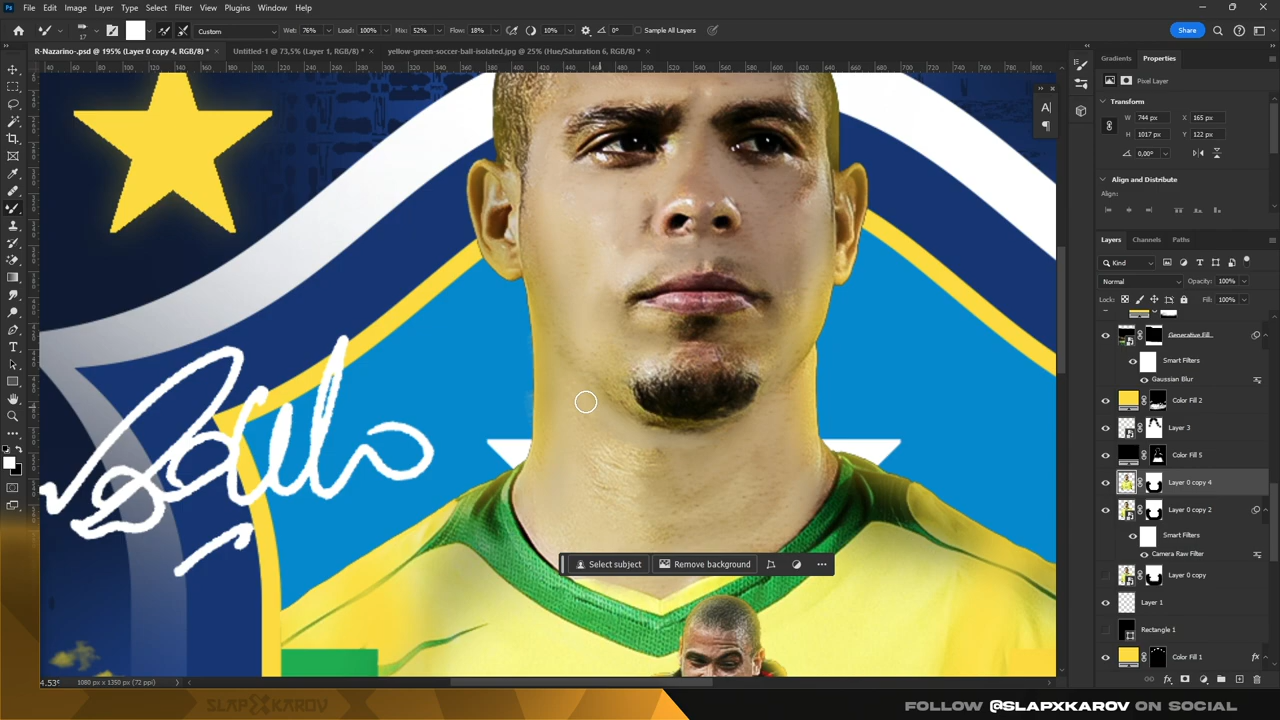 File Edit Image Layer Type Select Filter View Plugins Window Help
17 Custom Wet: 76% Load: 100% Mix: 52% Flow: 18% 10% 0° Sample All Layers Share
R-Nazarino-.psd @ 195% (Layer 0 copy 4, RGB/8) * Untitled-1 @ 73,5% (Layer 1, RGB/8) * yellow-green-soccer-ball-isolated.jpg @ 25% (Hue/Saturation 6, RGB/8) *
Gradients Properties
Pixel Layer
Transform
W 744 px X 165 px
H 1017 px Y 122 px
0,00°
Align and Distribute
Align:
Layers Channels Paths
Kind
Normal Opacity: 100%
Lock: Fill: 100%
Generative Fill...
Smart Filters
Gaussian Blur
Color Fill 2
Layer 3
Color Fill 5
Layer 0 copy 4
Layer 0 copy 2
Smart Filters
Camera Raw Filter
Layer 0 copy
Layer 1
Rectangle 1
Color Fill 1 fx
Select subject Remove background
1080 px x 1350 px (72 ppi)
SLAPXKAROV
FOLLOW @SLAPXKAROV ON SOCIAL